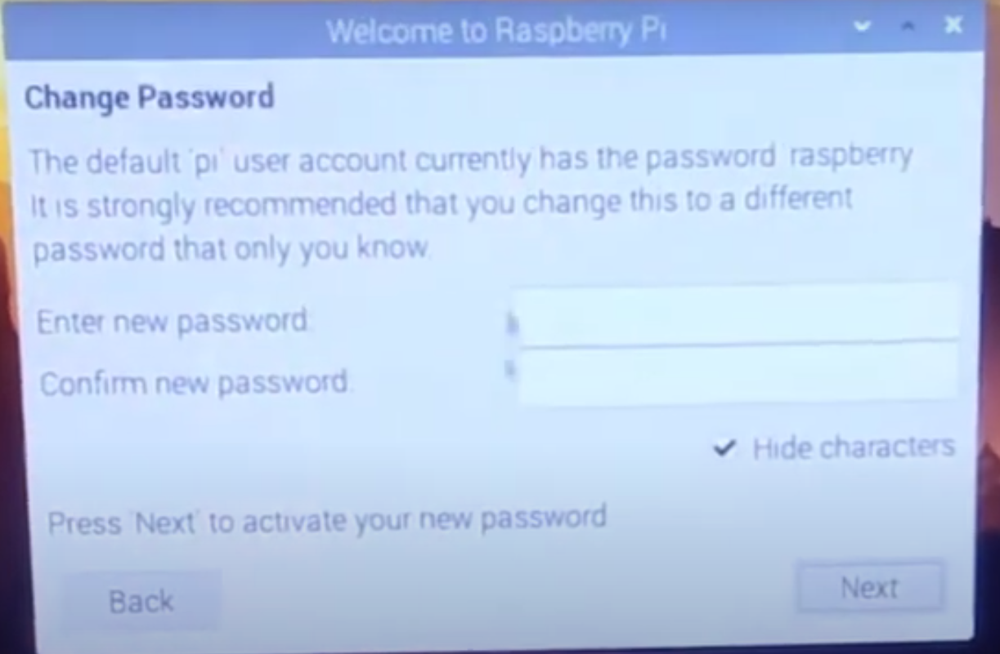 Welcome to Raspberry Pi
Change Password
The default 'pi' user account currently has the password 'raspberry
It is strongly recommended that you change this to a different
password that only you know
Enter new password:
Confirm new password:
Hide characters
Press 'Next' to activate your new password
Back
Next